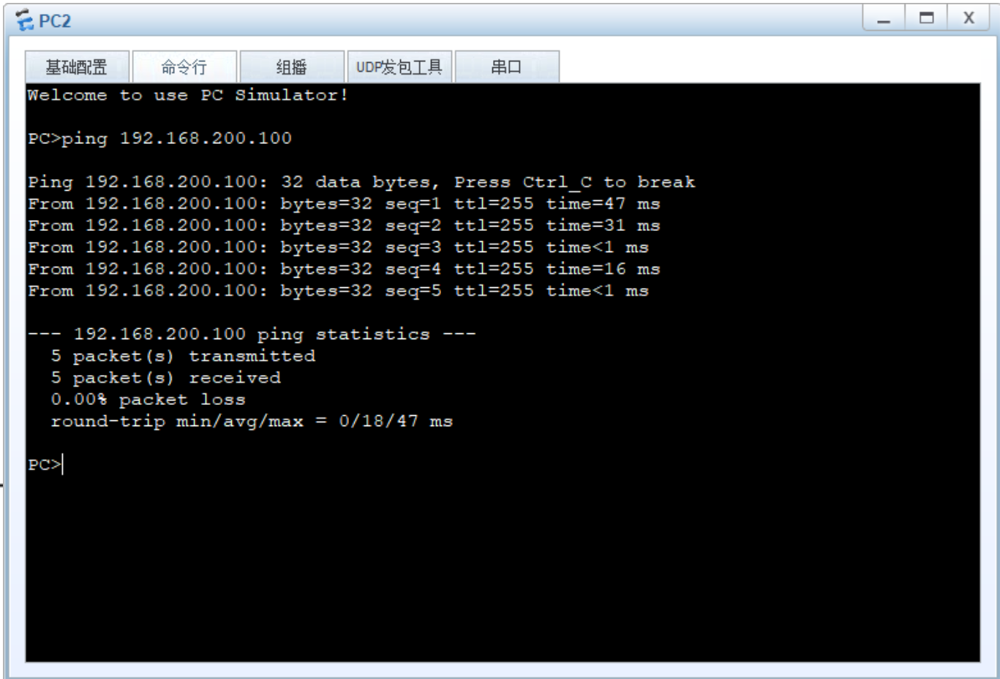 PC2
基础配置 命令行 组播 UDP发包工具 串口
Welcome to use PC Simulator!
PC>ping 192.168.200.100
Ping 192.168.200.100: 32 data bytes, Press Ctrl_C to break
From 192.168.200.100: bytes=32 seq=1 ttl=255 time=47 ms
From 192.168.200.100: bytes=32 seq=2 ttl=255 time=31 ms
From 192.168.200.100: bytes=32 seq=3 ttl=255 time<1 ms
From 192.168.200.100: bytes=32 seq=4 ttl=255 time=16 ms
From 192.168.200.100: bytes=32 seq=5 ttl=255 time<1 ms
--- 192.168.200.100 ping statistics ---
5 packet(s) transmitted
5 packet(s) received
0.00% packet loss
round-trip min/avg/max = 0/18/47 ms
PC>